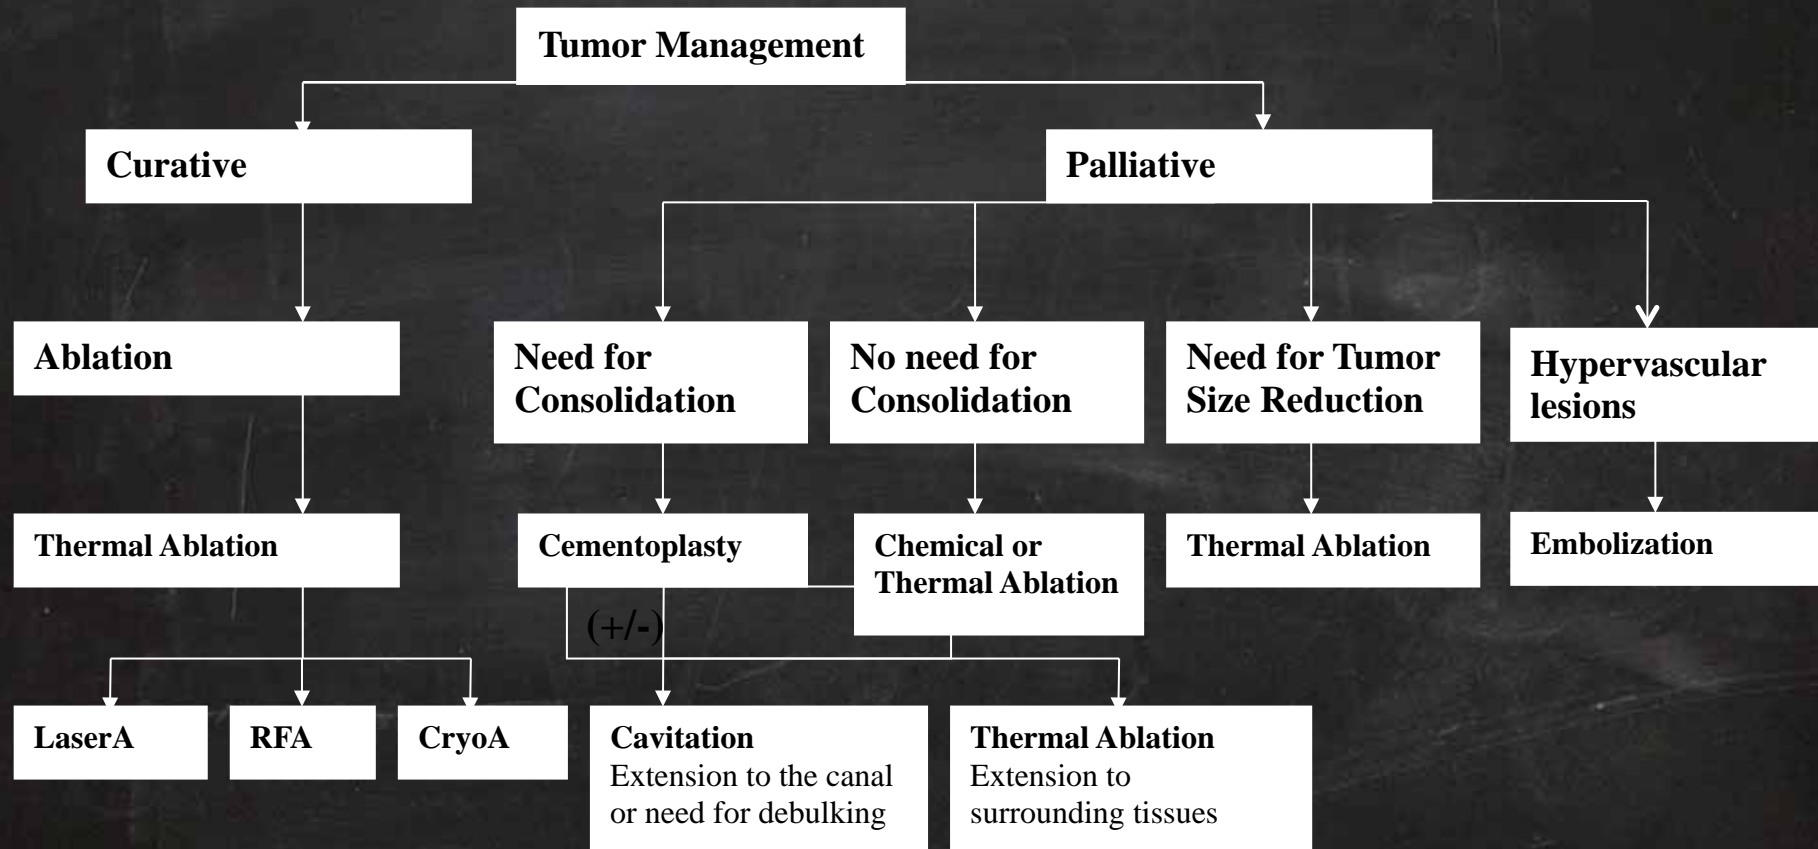 Tumor Management
Curative
Palliative
Ablation
Need for
Consolidation
No need for
Consolidation
Need for Tumor
Size Reduction
Hypervascular
lesions
Thermal Ablation
Cementoplasty
Chemical or
Thermal Ablation
Thermal Ablation
Embolization
(+/-)
LaserA
RFA
CryoA
Cavitation
Extension to the canal
or need for debulking
Thermal Ablation
Extension to
surrounding tissues